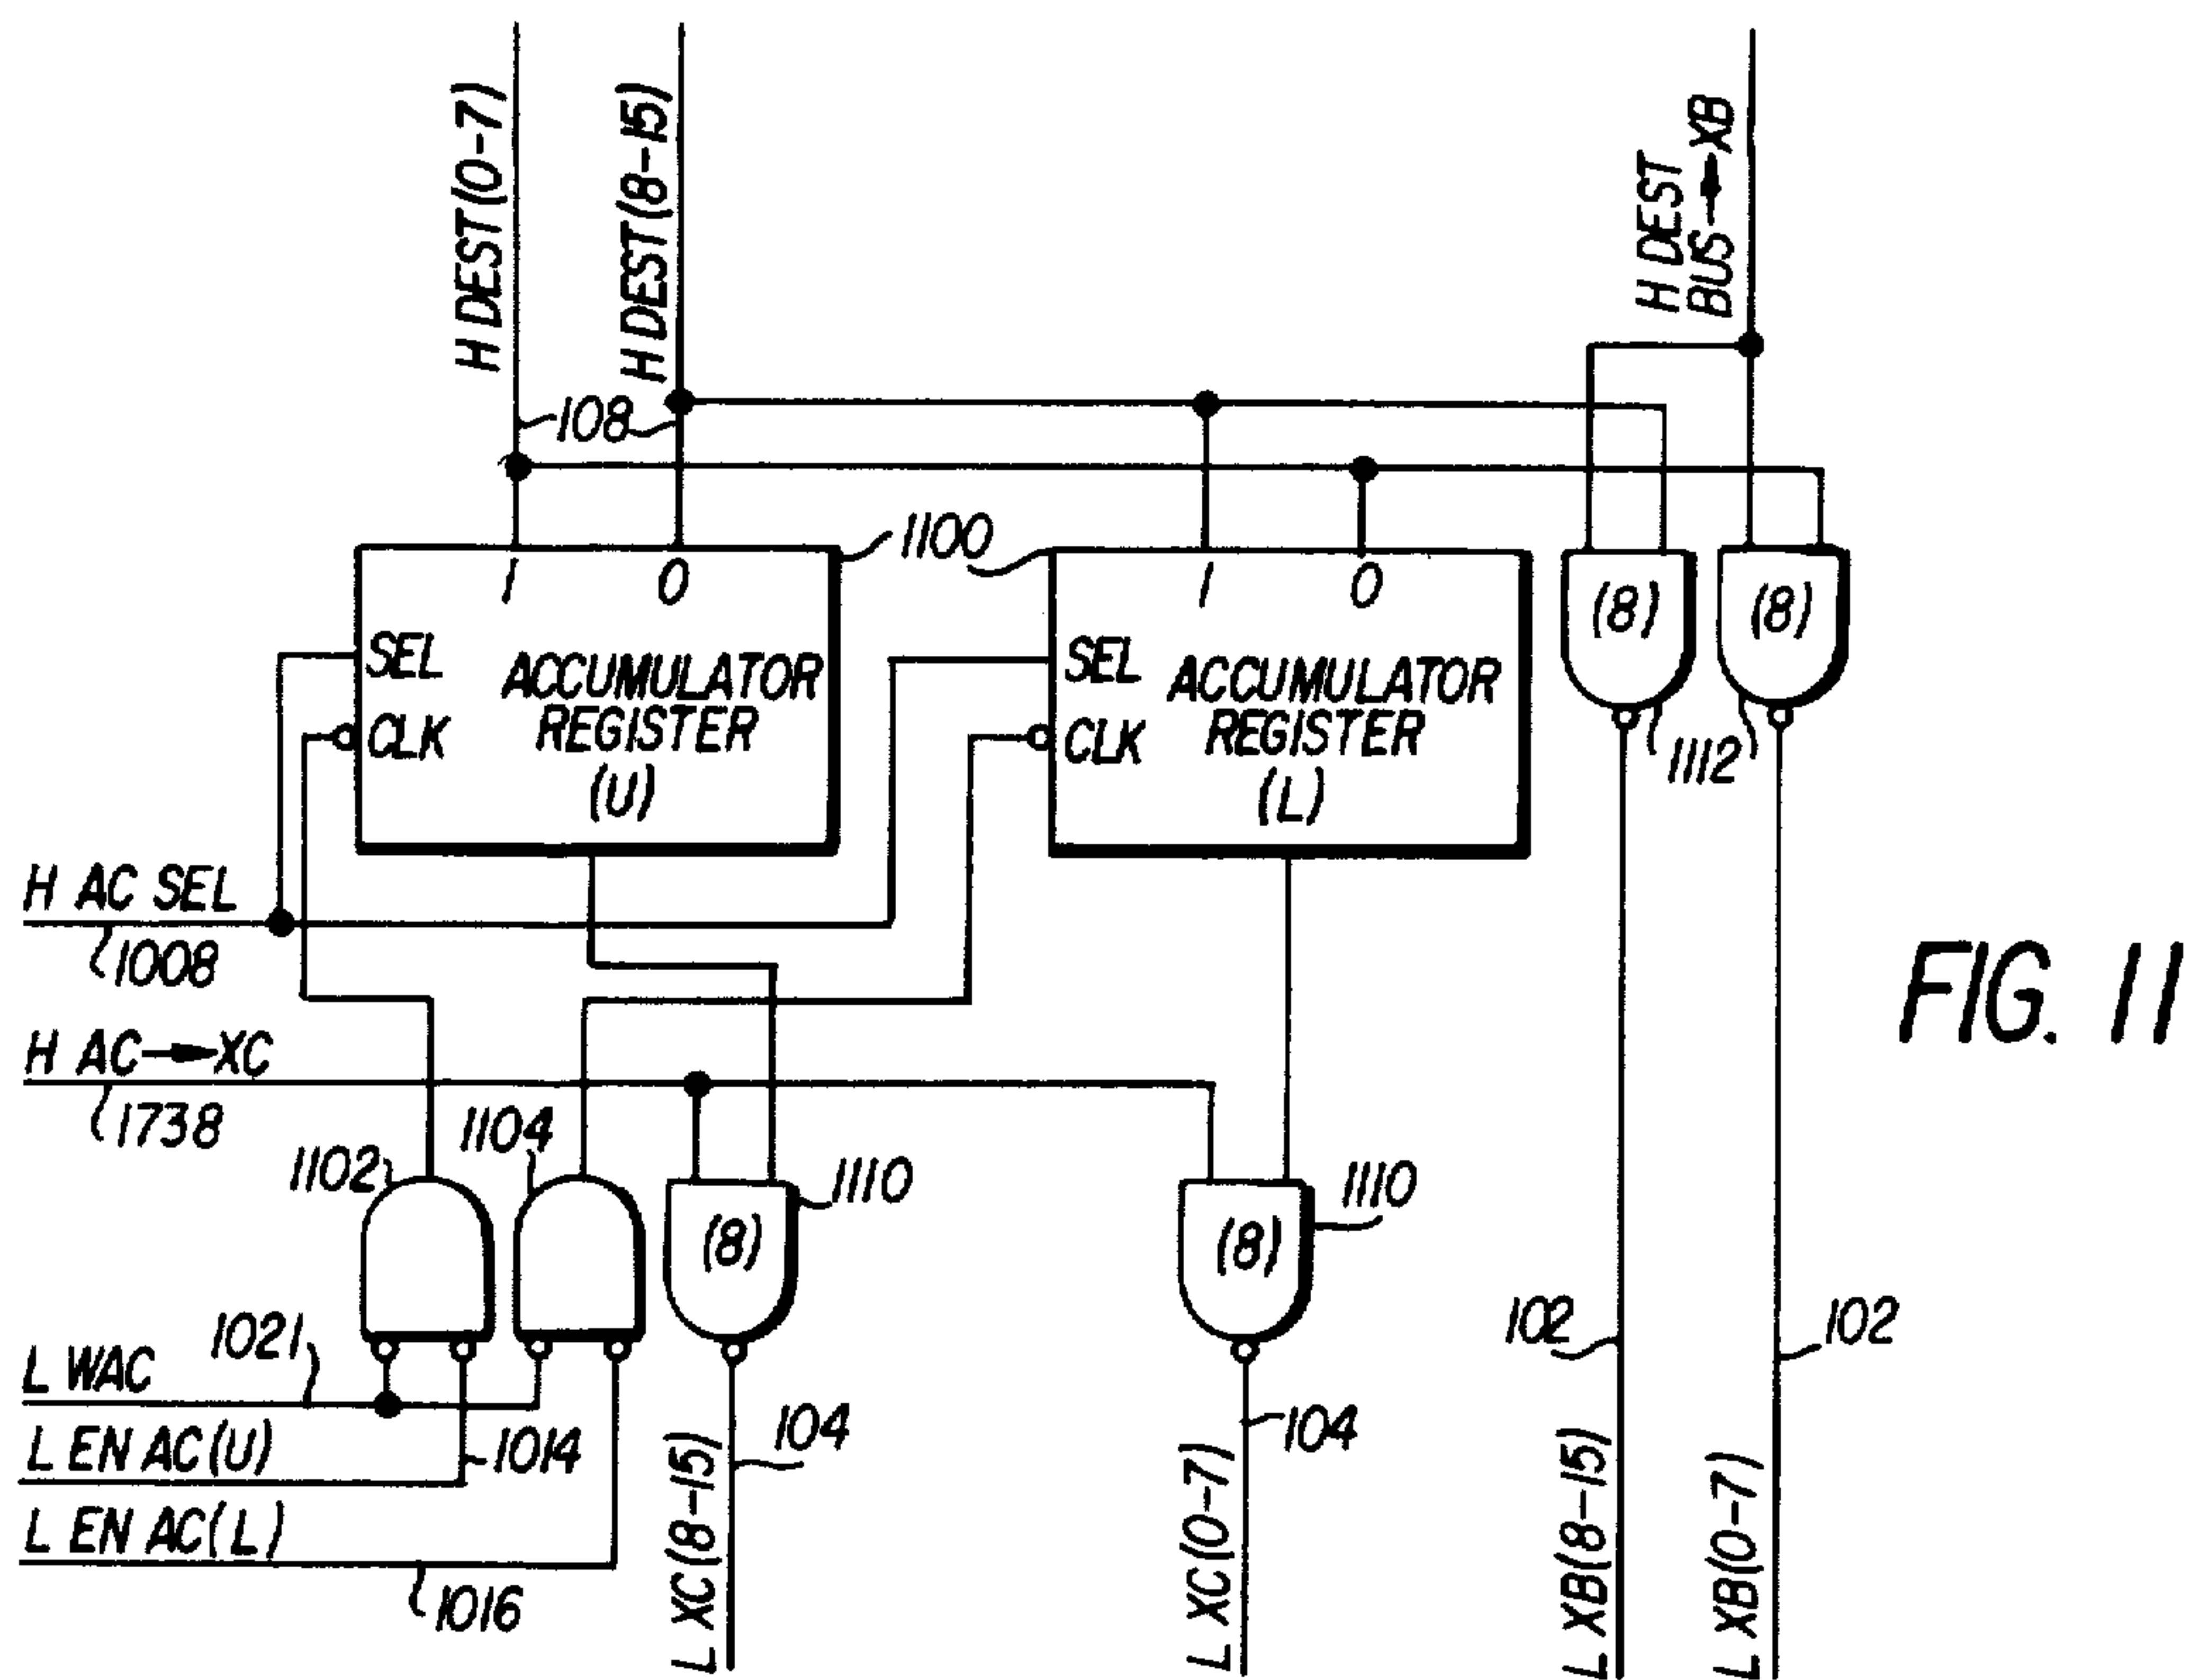 H DEST(0-7)
H DEST(8-15)
H DEST
BUS→XB
108
1100
1 0
SEL
CLK
ACCUMULATOR
REGISTER
(U)
1 0
SEL
CLK
ACCUMULATOR
REGISTER
(L)
(8)
(8)
1112
H AC SEL
1008
H AC→XC
1738
1102
1104
(8)
1110
(8)
1110
1021
L WAC
L EN AC(U)
1014
L EN AC(L)
1016
104
L XC(8-15)
104
L XC(0-7)
102
L XB(8-15)
102
L XB(0-7)
FIG. 11